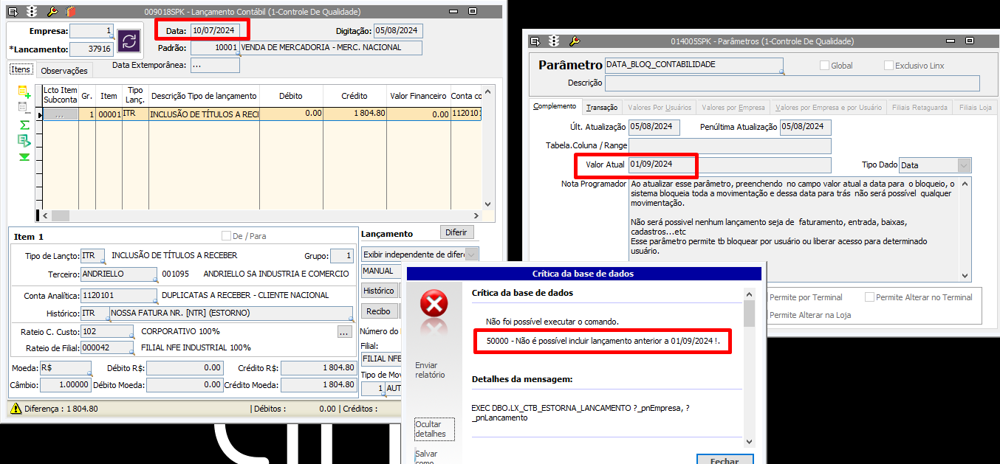 009018SPK - Lançamento Contábil (1-Controle De Qualidade)
Empresa: 1
Data: 10/07/2024
Digitação: 05/08/2024
*Lançamento: 37916
Padrão: 10001 VENDA DE MERCADORIA - MERC. NACIONAL
Data Extemporânea: ...
Itens
Observações
Lcto Item Subconta
Gr.
Item
Tipo Lanç.
Descrição Tipo de lançamento
Débito
Crédito
Valor Financeiro
Conta co
...
1
00001
ITR
INCLUSÃO DE TÍTULOS A RECI
0.00
1 804.80
0.00
1120101
Item 1
De / Para
Tipo de Lançto: ITR INCLUSÃO DE TÍTULOS A RECEBER
Grupo: 1
Terceiro: ANDRIELLO 001095 ANDRIELLO SA INDUSTRIA E COMERCIO
Conta Analítica: 1120101 DUPLICATAS A RECEBER - CLIENTE NACIONAL
Histórico: ITR NOSSA FATURA NR. [NTR] (ESTORNO)
Rateio C. Custo: 102 CORPORATIVO 100%
...
Rateio de Filial: 000042 FILIAL NFE INDUSTRIAL 100%
Moeda: R$ Débito R$: 0.00 Crédito R$: 1 804.80
Câmbio: 1.00000 Débito Moeda: 0.00 Crédito Moeda: 1 804.80
Diferença : 1 804.80 | Débitos : 0.00 | Créditos :
Lançamento
Diferir
Exibir independente de difer
MANUAL
Histórico
Recibo
Número do
Filial:
FILIAL NFE
Tipo de Mov
1 AUT
014005SPK - Parâmetros (1-Controle De Qualidade)
Parâmetro DATA_BLOQ_CONTABILIDADE
Global
Exclusivo Linx
Descrição
Complemento
Transação
Valores Por Usuários
Valores por Empresa
Valores por Empresa e por Usuário
Filiais Retaguarda
Filiais Loja
Últ. Atualização 05/08/2024
Penúltima Atualização 05/08/2024
Tabela.Coluna / Range
Valor Atual 01/09/2024
Tipo Dado Data
Nota Programador
Ao atualizar esse parâmetro, preenchendo no campo valor atual a data para o bloqueio, o
sistema bloqueia toda a movimentação e dessa data para trás não será possível qualquer
movimentação.
Não será possivel nenhum lançamento seja de faturamento, entrada, baixas,
cadastros...etc
Esse parâmetro permite tb bloquear por usuário ou liberar acesso para determinado
usuário.
Permite por Terminal
Permite Alterar no Terminal
Permite Alterar na Loja
Crítica da base de dados
Crítica da base de dados
Não foi possível executar o comando.
50000 - Não é possível incluir lançamento anterior a 01/09/2024 !.
Enviar
relatório
Detalhes da mensagem:
EXEC DBO.LX_CTB_ESTORNA_LANCAMENTO ?_pnEmpresa, ?
_pnLancamento
Ocultar
detalhes
Salvar
como
Fechar